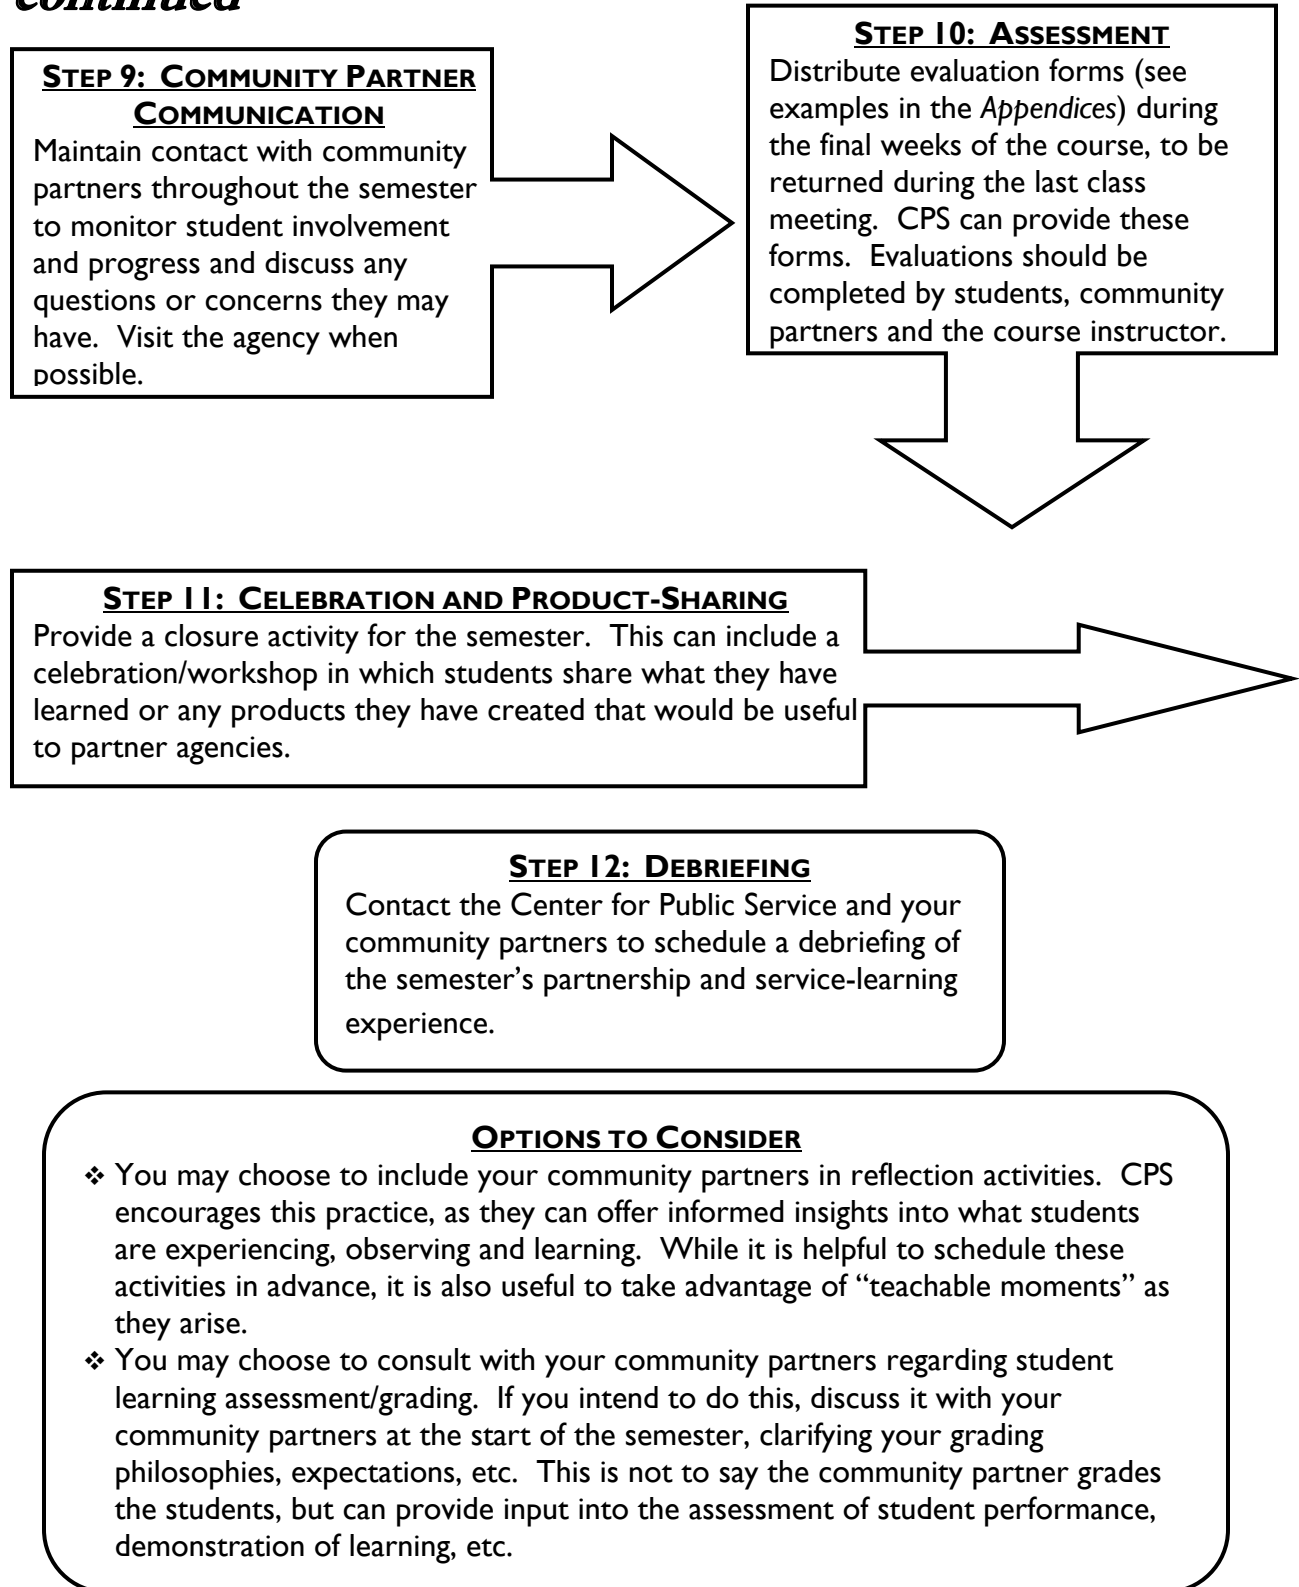 continued
STEP 9: COMMUNITY PARTNER
COMMUNICATION
Maintain contact with community
partners throughout the semester
to monitor student involvement
and progress and discuss any
questions or concerns they may
have.  Visit the agency when
possible.
STEP 10: ASSESSMENT
Distribute evaluation forms (see
examples in the Appendices) during
the final weeks of the course, to be
returned during the last class
meeting.  CPS can provide these
forms.  Evaluations should be
completed by students, community
partners and the course instructor.
STEP 11: CELEBRATION AND PRODUCT-SHARING
Provide a closure activity for the semester.  This can include a
celebration/workshop in which students share what they have
learned or any products they have created that would be useful
to partner agencies.
STEP 12: DEBRIEFING
Contact the Center for Public Service and your
community partners to schedule a debriefing of
the semester’s partnership and service-learning
experience.
OPTIONS TO CONSIDER
❖ You may choose to include your community partners in reflection activities.  CPS
encourages this practice, as they can offer informed insights into what students
are experiencing, observing and learning.  While it is helpful to schedule these
activities in advance, it is also useful to take advantage of “teachable moments” as
they arise.
❖ You may choose to consult with your community partners regarding student
learning assessment/grading.  If you intend to do this, discuss it with your
community partners at the start of the semester, clarifying your grading
philosophies, expectations, etc.  This is not to say the community partner grades
the students, but can provide input into the assessment of student performance,
demonstration of learning, etc.